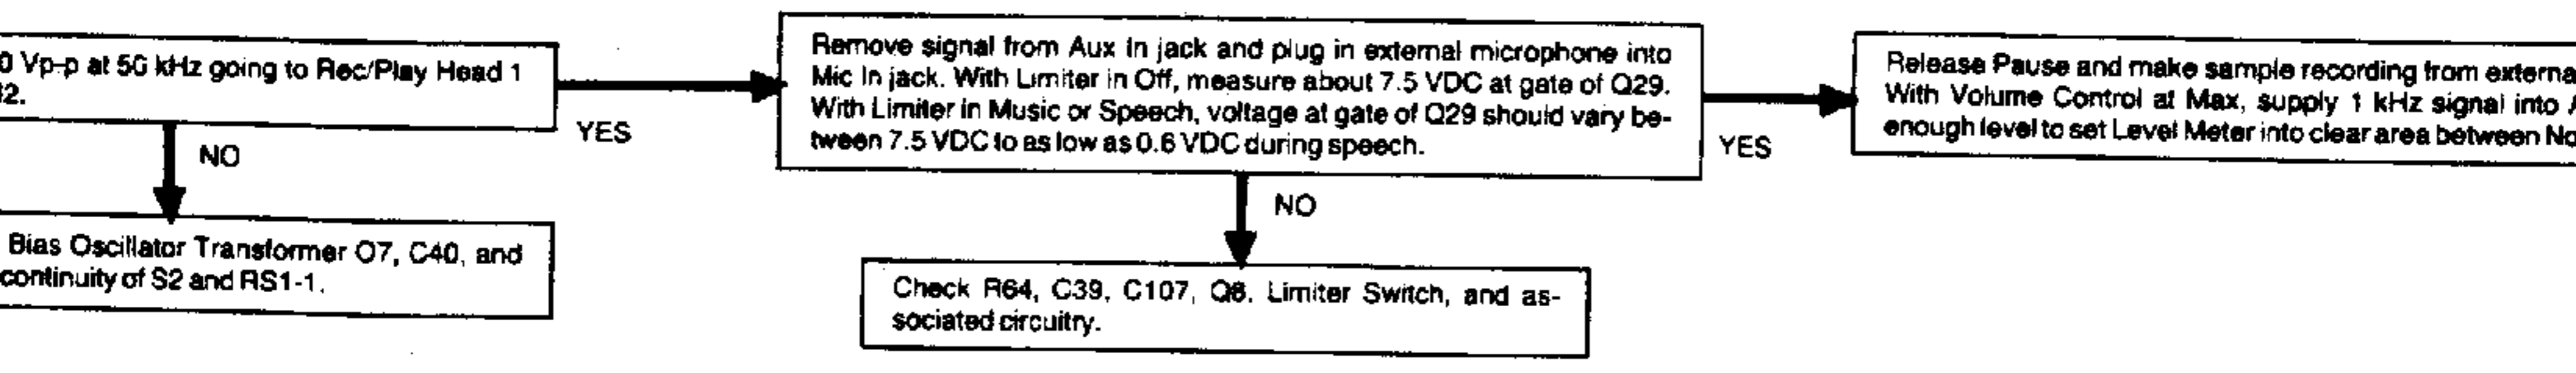 0 Vp-p at 50 kHz going to Rec/Play Head 1
2.
YES
NO
Bias Oscillator Transformer O7, C40, and
continuity of S2 and RS1-1.
Remove signal from Aux In jack and plug in external microphone into
Mic In jack. With Limiter in Off, measure about 7.5 VDC at gate of Q29.
With Limiter in Music or Speech, voltage at gate of Q29 should vary be-
tween 7.5 VDC to as low as 0.6 VDC during speech.
YES
NO
Check R64, C39, C107, Q6, Limiter Switch, and as-
sociated circuitry.
Release Pause and make sample recording from externa
With Volume Control at Max, supply 1 kHz signal into
enough level to set Level Meter into clear area between No